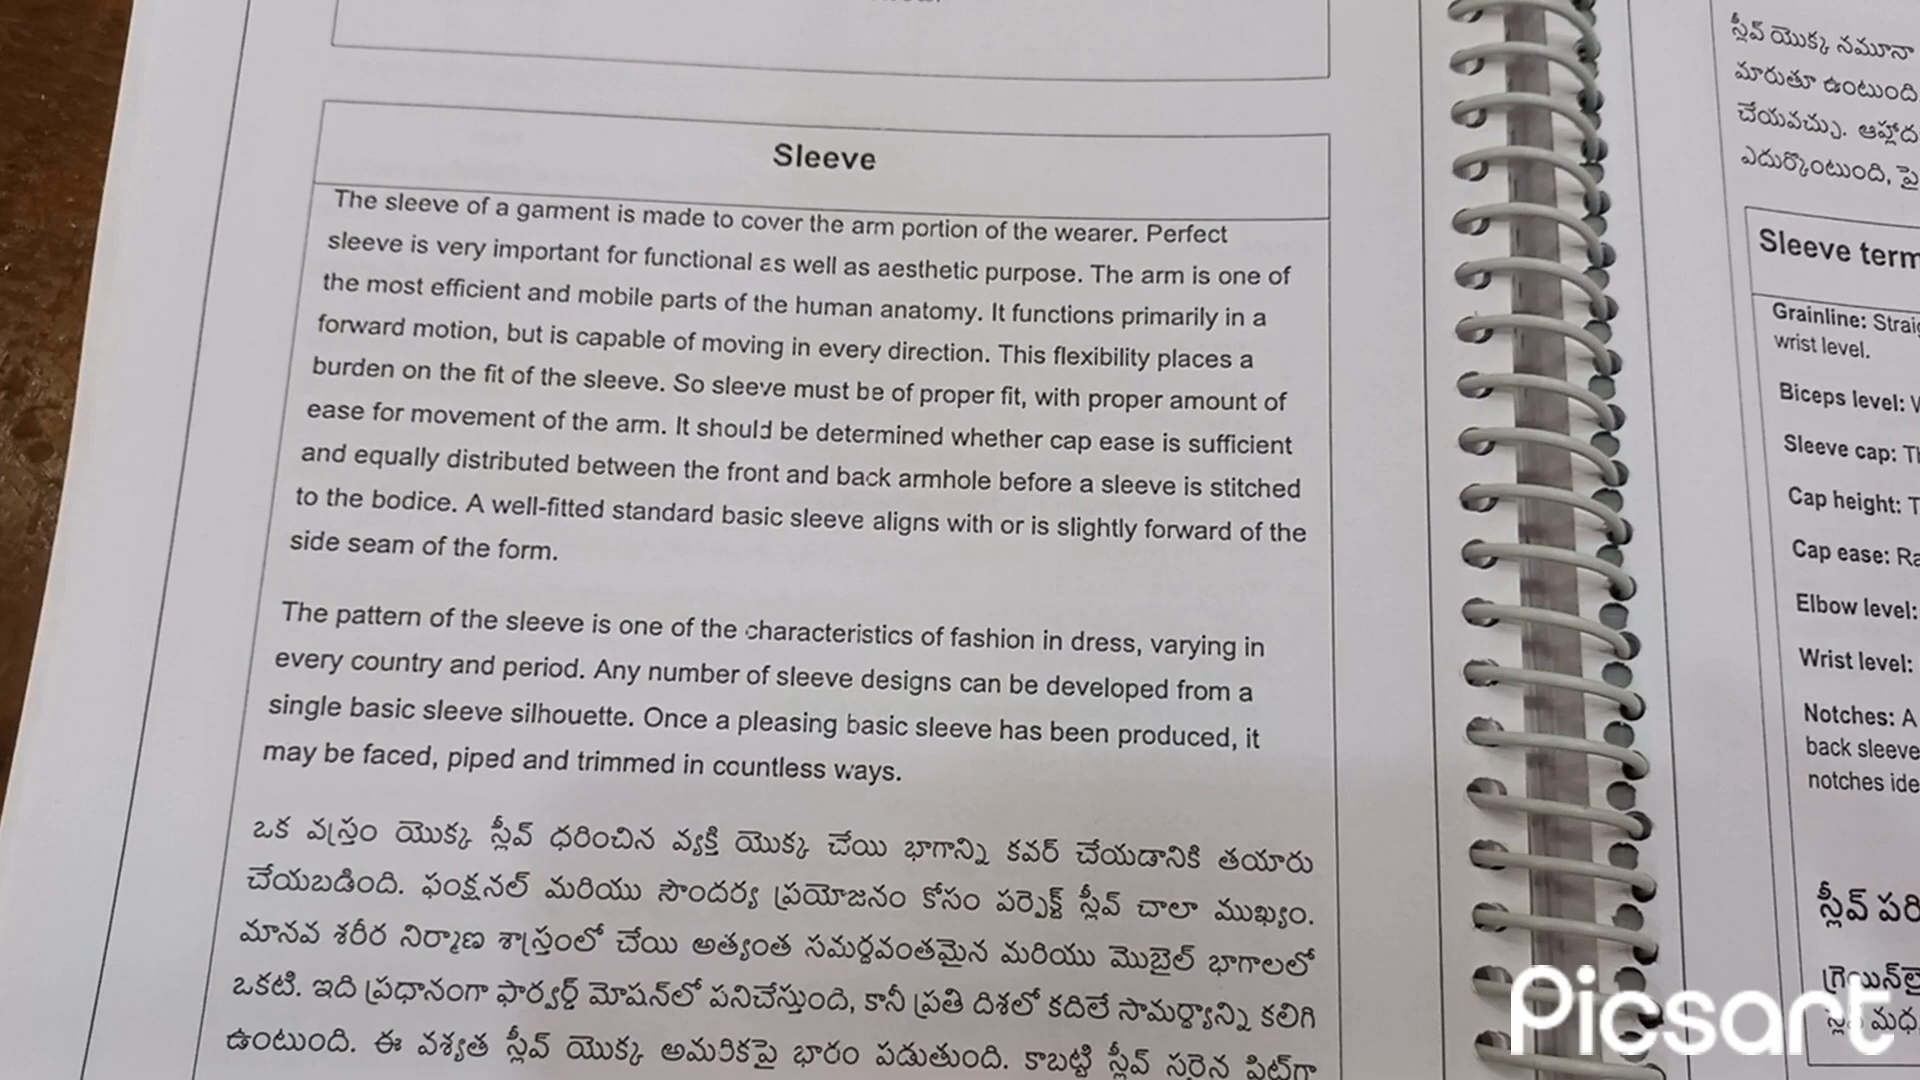 Sleeve
The sleeve of a garment is made to cover the arm portion of the wearer. Perfect
sleeve is very important for functional as well as aesthetic purpose. The arm is one of
the most efficient and mobile parts of the human anatomy. It functions primarily in a
forward motion, but is capable of moving in every direction. This flexibility places a
burden on the fit of the sleeve. So sleeve must be of proper fit, with proper amount of
ease for movement of the arm. It should be determined whether cap ease is sufficient
and equally distributed between the front and back armhole before a sleeve is stitched
to the bodice. A well-fitted standard basic sleeve aligns with or is slightly forward of the
side seam of the form.
The pattern of the sleeve is one of the characteristics of fashion in dress, varying in
every country and period. Any number of sleeve designs can be developed from a
single basic sleeve silhouette. Once a pleasing basic sleeve has been produced, it
may be faced, piped and trimmed in countless ways.
ఒక వస్త్రం యొక్క స్లీవ్ ధరించిన వ్యక్తి యొక్క చేయి భాగాన్ని కవర్ చేయడానికి తయారు
చేయబడింది. ఫంక్షనల్ మరియు సౌందర్య ప్రయోజనం కోసం పర్ఫెక్ట్ స్లీవ్ చాలా ముఖ్యం.
మానవ శరీర నిర్మాణ శాస్త్రంలో చేయి అత్యంత సమర్థవంతమైన మరియు మొబైల్ భాగాలలో
ఒకటి. ఇది ప్రధానంగా ఫార్వర్డ్ మోషన్‌లో పనిచేస్తుంది, కానీ ప్రతి దిశలో కదిలే సామర్థ్యాన్ని కలిగి
ఉంటుంది. ఈ వశ్యత స్లీవ్ యొక్క అమరికపై భారం పడుతుంది. కాబట్టి స్లీవ్ సరైన ఫిట్‌గా
స్లీవ్ యొక్క నమూనా
మారుతూ ఉంటుంది
చేయవచ్చు.
ఎదుర్కొంటుంది,
Sleeve
Grainline:
wrist level.
Biceps level:
Sleeve cap:
Cap height:
Cap ease:
Elbow level:
Wrist level:
Notches: A
back sleeve
notches
స్లీవ్
Picsart